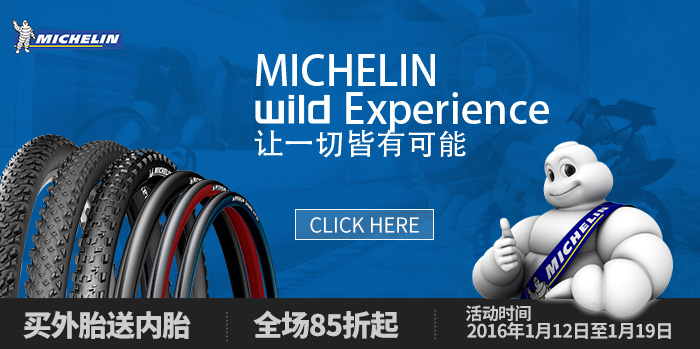 MICHELIN
MICHELIN
wild Experience
让一切皆有可能
CLICK HERE
MICHELIN
买外胎送内胎
全场85折起
活动时间
2016年1月12日至1月19日